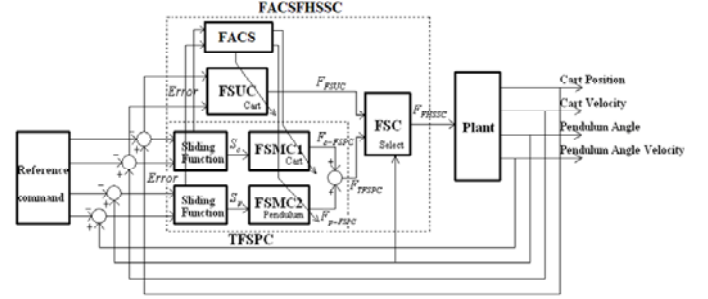 FACSFHSSC
FACS
Error
FSUC
Cart
F_FSUC
FSC
Select
F_FHSSC
Plant
Cart Position
Cart Velocity
Pendulum Angle
Pendulum Angle Velocity
Reference
command
Sliding
Function
S_c
FSMC1
Cart
F_c-FSPC
Error
Sliding
Function
S_p
FSMC2
Pendulum
F_p-FSPC
F_TFSPC
TFSPC